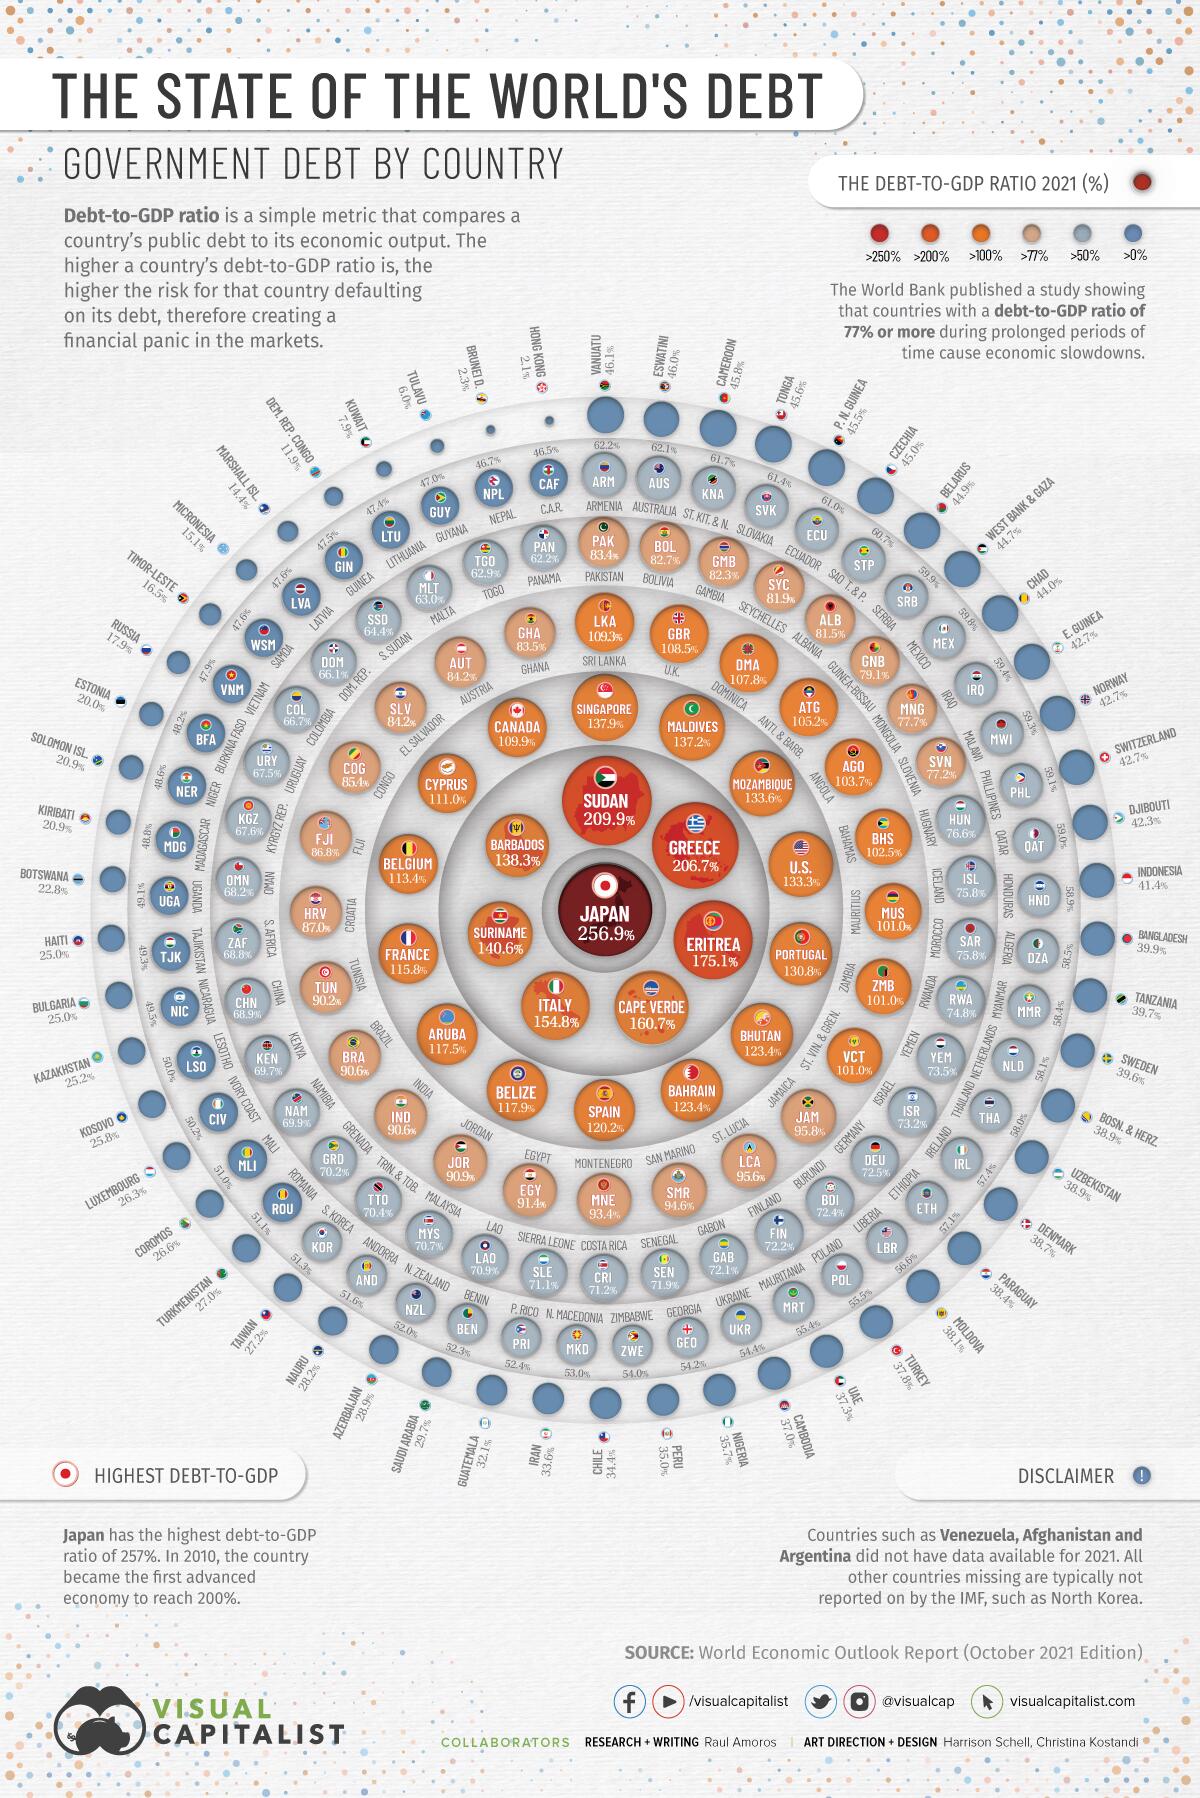 THE STATE OF THE WORLD'S DEBT
GOVERNMENT DEBT BY COUNTRY
Debt-to-GDP ratio is a simple metric that compares a
country's public debt to its economic output. The
higher a country's debt-to-GDP ratio is, the
higher the risk for that country defaulting
on its debt, therefore creating a
financial panic in the markets.
THE DEBT-TO-GDP RATIO 2021 (%)
>250% >200% >100% >77% >50% >0%
The World Bank published a study showing
that countries with a debt-to-GDP ratio of
77% or more during prolonged periods of
time cause economic slowdowns.
JAPAN
256.9%
SUDAN
209.9%
GREECE
206.7%
ERITREA
175.1%
CAPE VERDE
160.7%
ITALY
154.8%
SURINAME
140.6%
BARBADOS
138.3%
SINGAPORE
137.9%
MALDIVES
137.2%
MOZAMBIQUE
133.6%
U.S.
133.3%
PORTUGAL
130.8%
BHUTAN
123.4%
BAHRAIN
123.4%
SPAIN
120.2%
BELIZE
117.9%
ARUBA
117.5%
FRANCE
115.8%
BELGIUM
113.4%
CYPRUS
111.0%
CANADA
109.9%
LKA
109.3%
SRI LANKA
GBR
108.5%
U.K.
DMA
107.8%
DOMINICA
ATG
105.2%
ANTI. & BARB.
AGO
103.7%
ANGOLA
BHS
102.5%
BAHAMAS
MUS
101.0%
MAURITIUS
ZMB
101.0%
ZAMBIA
VCT
101.0%
ST. VIN. & GREN.
JAM
95.8%
JAMAICA
LCA
95.6%
ST. LUCIA
SMR
94.6%
SAN MARINO
MNE
93.4%
MONTENEGRO
EGY
91.4%
EGYPT
JOR
90.9%
JORDAN
IND
90.6%
INDIA
BRA
90.6%
BRAZIL
TUN
90.2%
TUNISIA
HRV
87.0%
CROATIA
FJI
86.8%
FIJI
COG
85.4%
CONGO
SLV
84.2%
EL SALVADOR
AUT
84.2%
AUSTRIA
GHA
83.5%
GHANA
PAK
83.4%
PAKISTAN
BOL
82.7%
BOLIVIA
GMB
82.3%
GAMBIA
SYC
81.9%
SEYCHELLES
ALB
81.5%
ALBANIA
GNB
79.1%
GUINEA-BISSAU
MNG
77.7%
MONGOLIA
SVN
77.2%
SLOVENIA
HUN
76.6%
HUGNARY
ISL
75.8%
ICELAND
SAR
75.8%
MOROCCO
RWA
74.8%
RWANDA
YEM
73.5%
YEMEN
ISR
73.2%
ISRAEL
DEU
72.5%
GERMANY
BDI
72.4%
BURUNDI
FIN
72.2%
FINLAND
GAB
72.1%
GABON
SEN
71.9%
SENEGAL
CRI
71.2%
COSTA RICA
SLE
71.1%
SIERRA LEONE
LAO
70.9%
LAO
MYS
70.7%
MALAYSIA
TTO
70.4%
TRIN. & TOB.
GRD
70.2%
GRENADA
NAM
69.9%
NAMIBIA
KEN
69.7%
KENYA
CHN
68.9%
CHINA
ZAF
68.8%
S. AFRICA
OMN
68.2%
OMAN
KGZ
67.6%
KYRGYZ REP.
URY
67.5%
URUGUAY
COL
66.7%
COLOMBIA
DOM
66.1%
DOM. REP.
SSD
64.4%
S.SUDAN
MLT
63.0%
MALTA
TGO
62.9%
TOGO
PAN
62.2%
PANAMA
62.2%
ARM
ARMENIA
62.1%
AUS
AUSTRALIA
61.7%
KNA
ST. KIT. & N.
61.4%
SVK
SLOVAKIA
61.0%
ECU
ECUADOR
60.7%
STP
SAO T. & P.
59.9%
SRB
SERBIA
59.8%
MEX
MEXICO
59.4%
IRQ
IRAQ
59.3%
MWI
MALAWI
59.1%
PHL
PHILLIPINES
59.0%
QAT
QATAR
58.9%
HND
HONDURAS
58.5%
DZA
ALGERIA
58.4%
MMR
MYANMAR
58.1%
NLD
NETHERLANDS
58.0%
THA
THAILAND
57.4%
IRL
IRELAND
57.1%
ETH
ETHIOPIA
56.6%
LBR
LIBERIA
55.5%
POL
POLAND
55.4%
MRT
MAURITANIA
54.4%
UKR
UKRAINE
54.2%
GEO
GEORGIA
54.0%
ZWE
ZIMBABWE
53.0%
MKD
N. MACEDONIA
52.4%
PRI
P. RICO
52.3%
BEN
BENIN
52.0%
NZL
N. ZEALAND
51.6%
AND
ANDORRA
51.3%
KOR
S. KOREA
51.1%
ROU
ROMANIA
51.0%
MLI
MALI
50.2%
CIV
IVORY COAST
50.0%
LSO
LESOTHO
49.5%
NIC
NICARAGUA
49.3%
TJK
TAJIKISTAN
49.1%
UGA
UGANDA
48.8%
MDG
MADAGASCAR
48.6%
NER
NIGER
48.2%
BFA
BURKINA FASO
47.9%
VNM
VIETNAM
47.6%
WSM
SAMOA
47.6%
LVA
LATVIA
47.5%
GIN
GUINEA
47.4%
LTU
LITHUANIA
47.0%
GUY
GUYANA
46.7%
NPL
NEPAL
46.5%
CAF
C.A.R.
VANUATU
46.1%
ESWATINI
46.0%
CAMEROON
45.8%
TONGA
45.6%
P. N. GUINEA
45.5%
CZECHIA
45.0%
BELARUS
44.9%
WEST BANK & GAZA
44.7%
CHAD
44.0%
E. GUINEA
42.7%
NORWAY
42.7%
SWITZERLAND
42.7%
DJIBOUTI
42.3%
INDONESIA
41.4%
BANGLADESH
39.9%
TANZANIA
39.7%
SWEDEN
39.6%
BOSN. & HERZ.
38.9%
UZBEKISTAN
38.9%
DENMARK
38.7%
PARAGUAY
38.4%
MOLDOVA
38.1%
TURKEY
37.8%
UAE
37.3%
CAMBODIA
37.0%
NIGERIA
35.7%
PERU
35.0%
CHILE
34.4%
IRAN
33.6%
GUATEMALA
32.1%
SAUDI ARABIA
29.7%
AZERBAIJAN
28.9%
NAURU
28.2%
TAIWAN
27.2%
TURKMENISTAN
27.0%
COROMOS
26.6%
LUXEMBOURG
26.3%
KOSOVO
25.8%
KAZAKHSTAN
25.2%
BULGARIA
25.0%
HAITI
25.0%
BOTSWANA
22.8%
KIRIBATI
20.9%
SOLOMON ISL.
20.9%
ESTONIA
20.0%
RUSSIA
17.9%
TIMOR-LESTE
16.5%
MICRONESIA
15.1%
MARSHALL ISL.
14.4%
DEM. REP. CONGO
11.9%
KUWAIT
7.9%
TULAVU
6.0%
BRUNEI D.
2.3%
HONG KONG
2.1%
HIGHEST DEBT-TO-GDP
Japan has the highest debt-to-GDP
ratio of 257%. In 2010, the country
became the first advanced
economy to reach 200%.
DISCLAIMER !
Countries such as Venezuela, Afghanistan and
Argentina did not have data available for 2021. All
other countries missing are typically not
reported on by the IMF, such as North Korea.
SOURCE: World Economic Outlook Report (October 2021 Edition)
VISUAL
CAPITALIST
/visualcapitalist @visualcap visualcapitalist.com
COLLABORATORS RESEARCH + WRITING Raul Amoros | ART DIRECTION + DESIGN Harrison Schell, Christina Kostandi